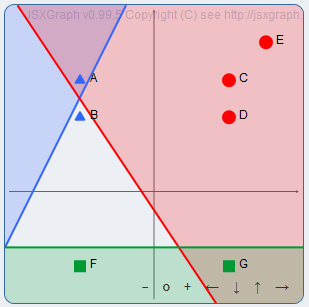 JSXGraph v0.99.5 Copyright (C) see http://jsxgraph
E
A
C
B
D
F
G
– o + ← ↓ ↑ →